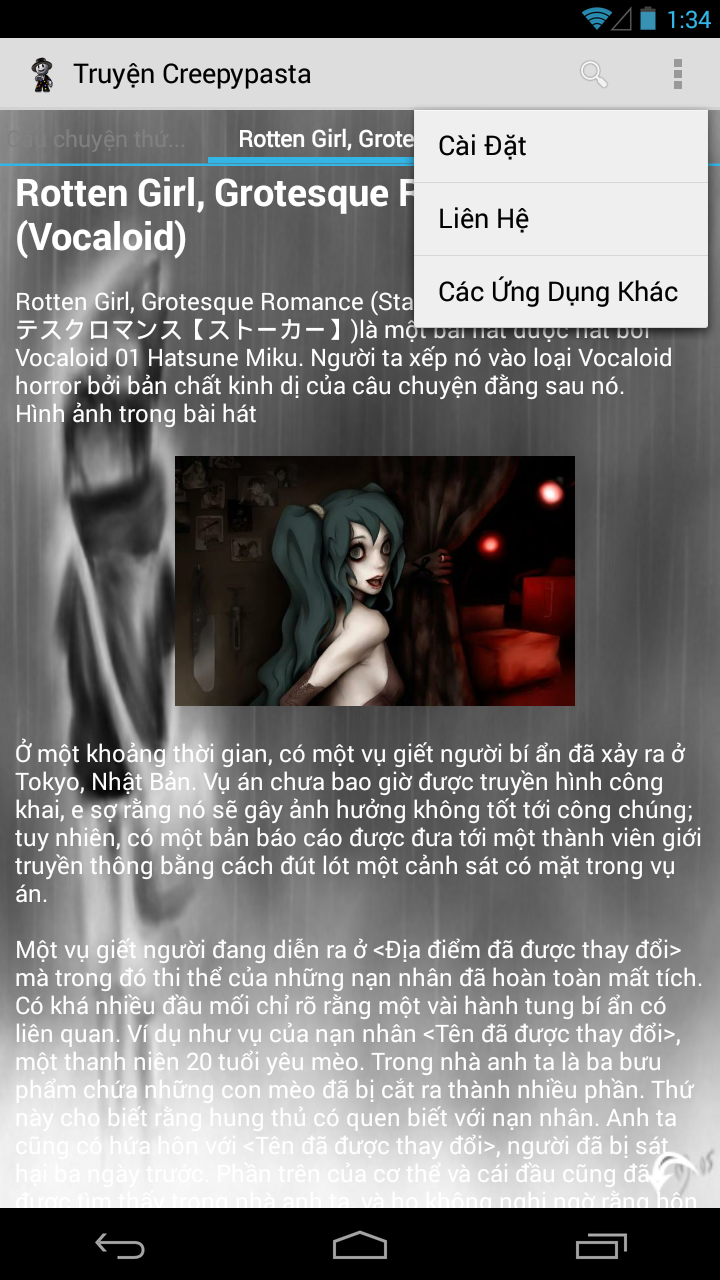 1:34
Truyện Creepypasta
Câu chuyện thứ...
Rotten Girl, Grote
Cài Đặt
Liên Hệ
Các Ứng Dụng Khác
Rotten Girl, Grotesque
(Vocaloid)
Rotten Girl, Grotesque Romance (Sta
テスクロマンス【ストーカー】)là một bài hát được hát bởi
Vocaloid 01 Hatsune Miku. Người ta xếp nó vào loại Vocaloid
horror bởi bản chất kinh dị của câu chuyện đằng sau nó.
Hình ảnh trong bài hát
Ở một khoảng thời gian, có một vụ giết người bí ẩn đã xảy ra ở
Tokyo, Nhật Bản. Vụ án chưa bao giờ được truyền hình công
khai, e sợ rằng nó sẽ gây ảnh hưởng không tốt tới công chúng;
tuy nhiên, có một bản báo cáo được đưa tới một thành viên giới
truyền thông bằng cách đút lót một cảnh sát có mặt trong vụ
án.
Một vụ giết người đang diễn ra ở <Địa điểm đã được thay đổi>
mà trong đó thi thể của những nạn nhân đã hoàn toàn mất tích.
Có khá nhiều đầu mối chỉ rõ rằng một vài hành tung bí ẩn có
liên quan. Ví dụ như vụ của nạn nhân <Tên đã được thay đổi>,
một thanh niên 20 tuổi yêu mèo. Trong nhà anh ta là ba bưu
phẩm chứa những con mèo đã bị cắt ra thành nhiều phần. Thứ
này cho biết rằng hung thủ có quen biết với nạn nhân. Anh ta
cũng có hứa hôn với <Tên đã được thay đổi>, người đã bị sát
hại ba ngày trước. Phần trên của cơ thể và cái đầu cũng đã
được tìm thấy trong nhà anh ta, và họ không nghi ngờ rằng hôn